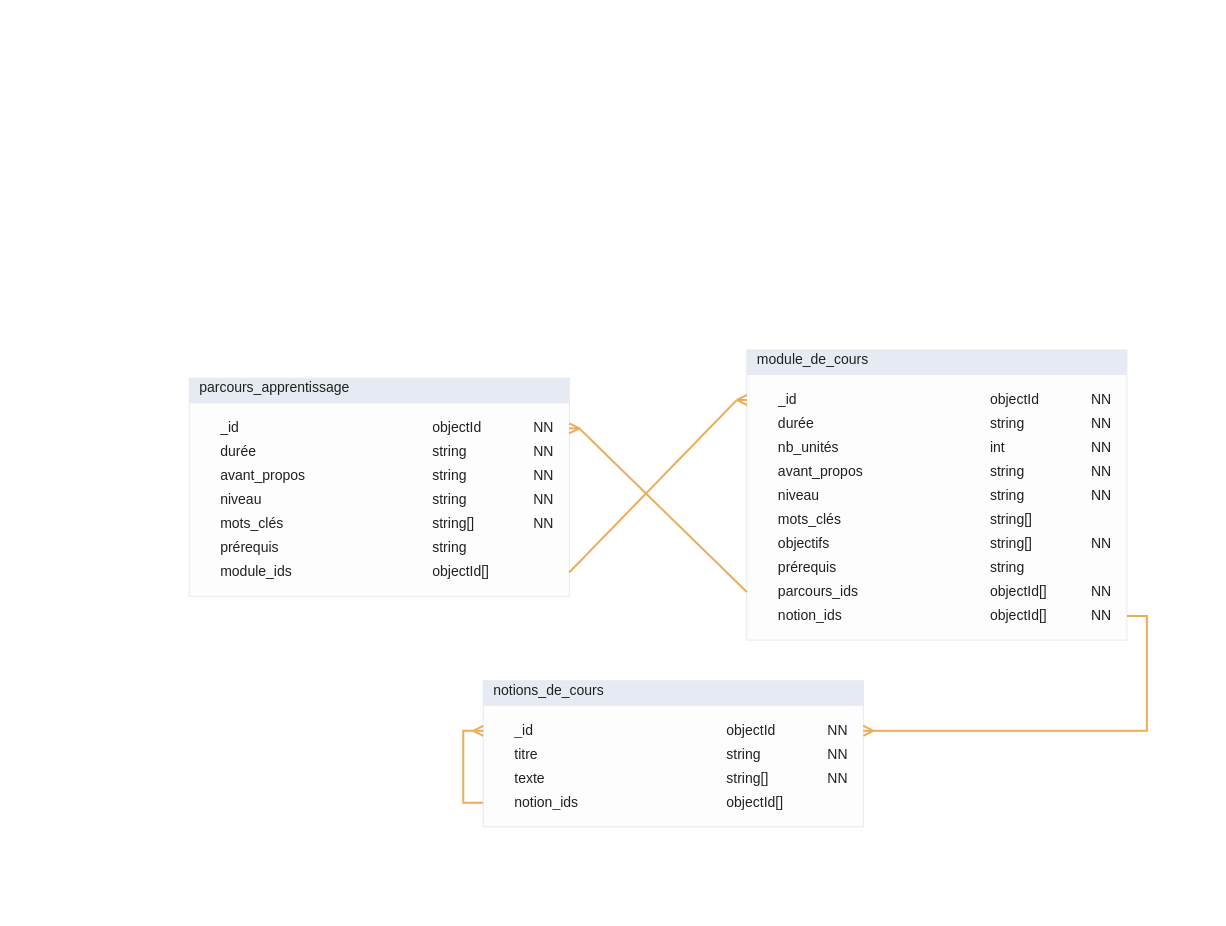 parcours_apprentissage
_id objectId NN
durée string NN
avant_propos string NN
niveau string NN
mots_clés string[] NN
prérequis string
module_ids objectId[]
module_de_cours
_id objectId NN
durée string NN
nb_unités int NN
avant_propos string NN
niveau string NN
mots_clés string[]
objectifs string[] NN
prérequis string
parcours_ids objectId[] NN
notion_ids objectId[] NN
notions_de_cours
_id objectId NN
titre string NN
texte string[] NN
notion_ids objectId[]